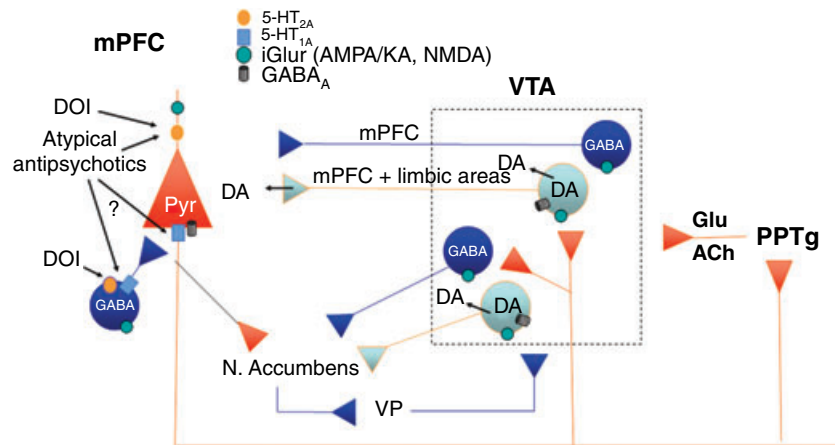 mPFC
5-HT2A
5-HT1A
iGlur (AMPA/KA, NMDA)
GABAA
VTA
DOI
Atypical
antipsychotics
?
Pyr
DOI
GABA
mPFC
GABA
DA
DA
mPFC + limbic areas
DA
GABA
DA
DA
Glu
ACh
PPTg
N. Accumbens
VP